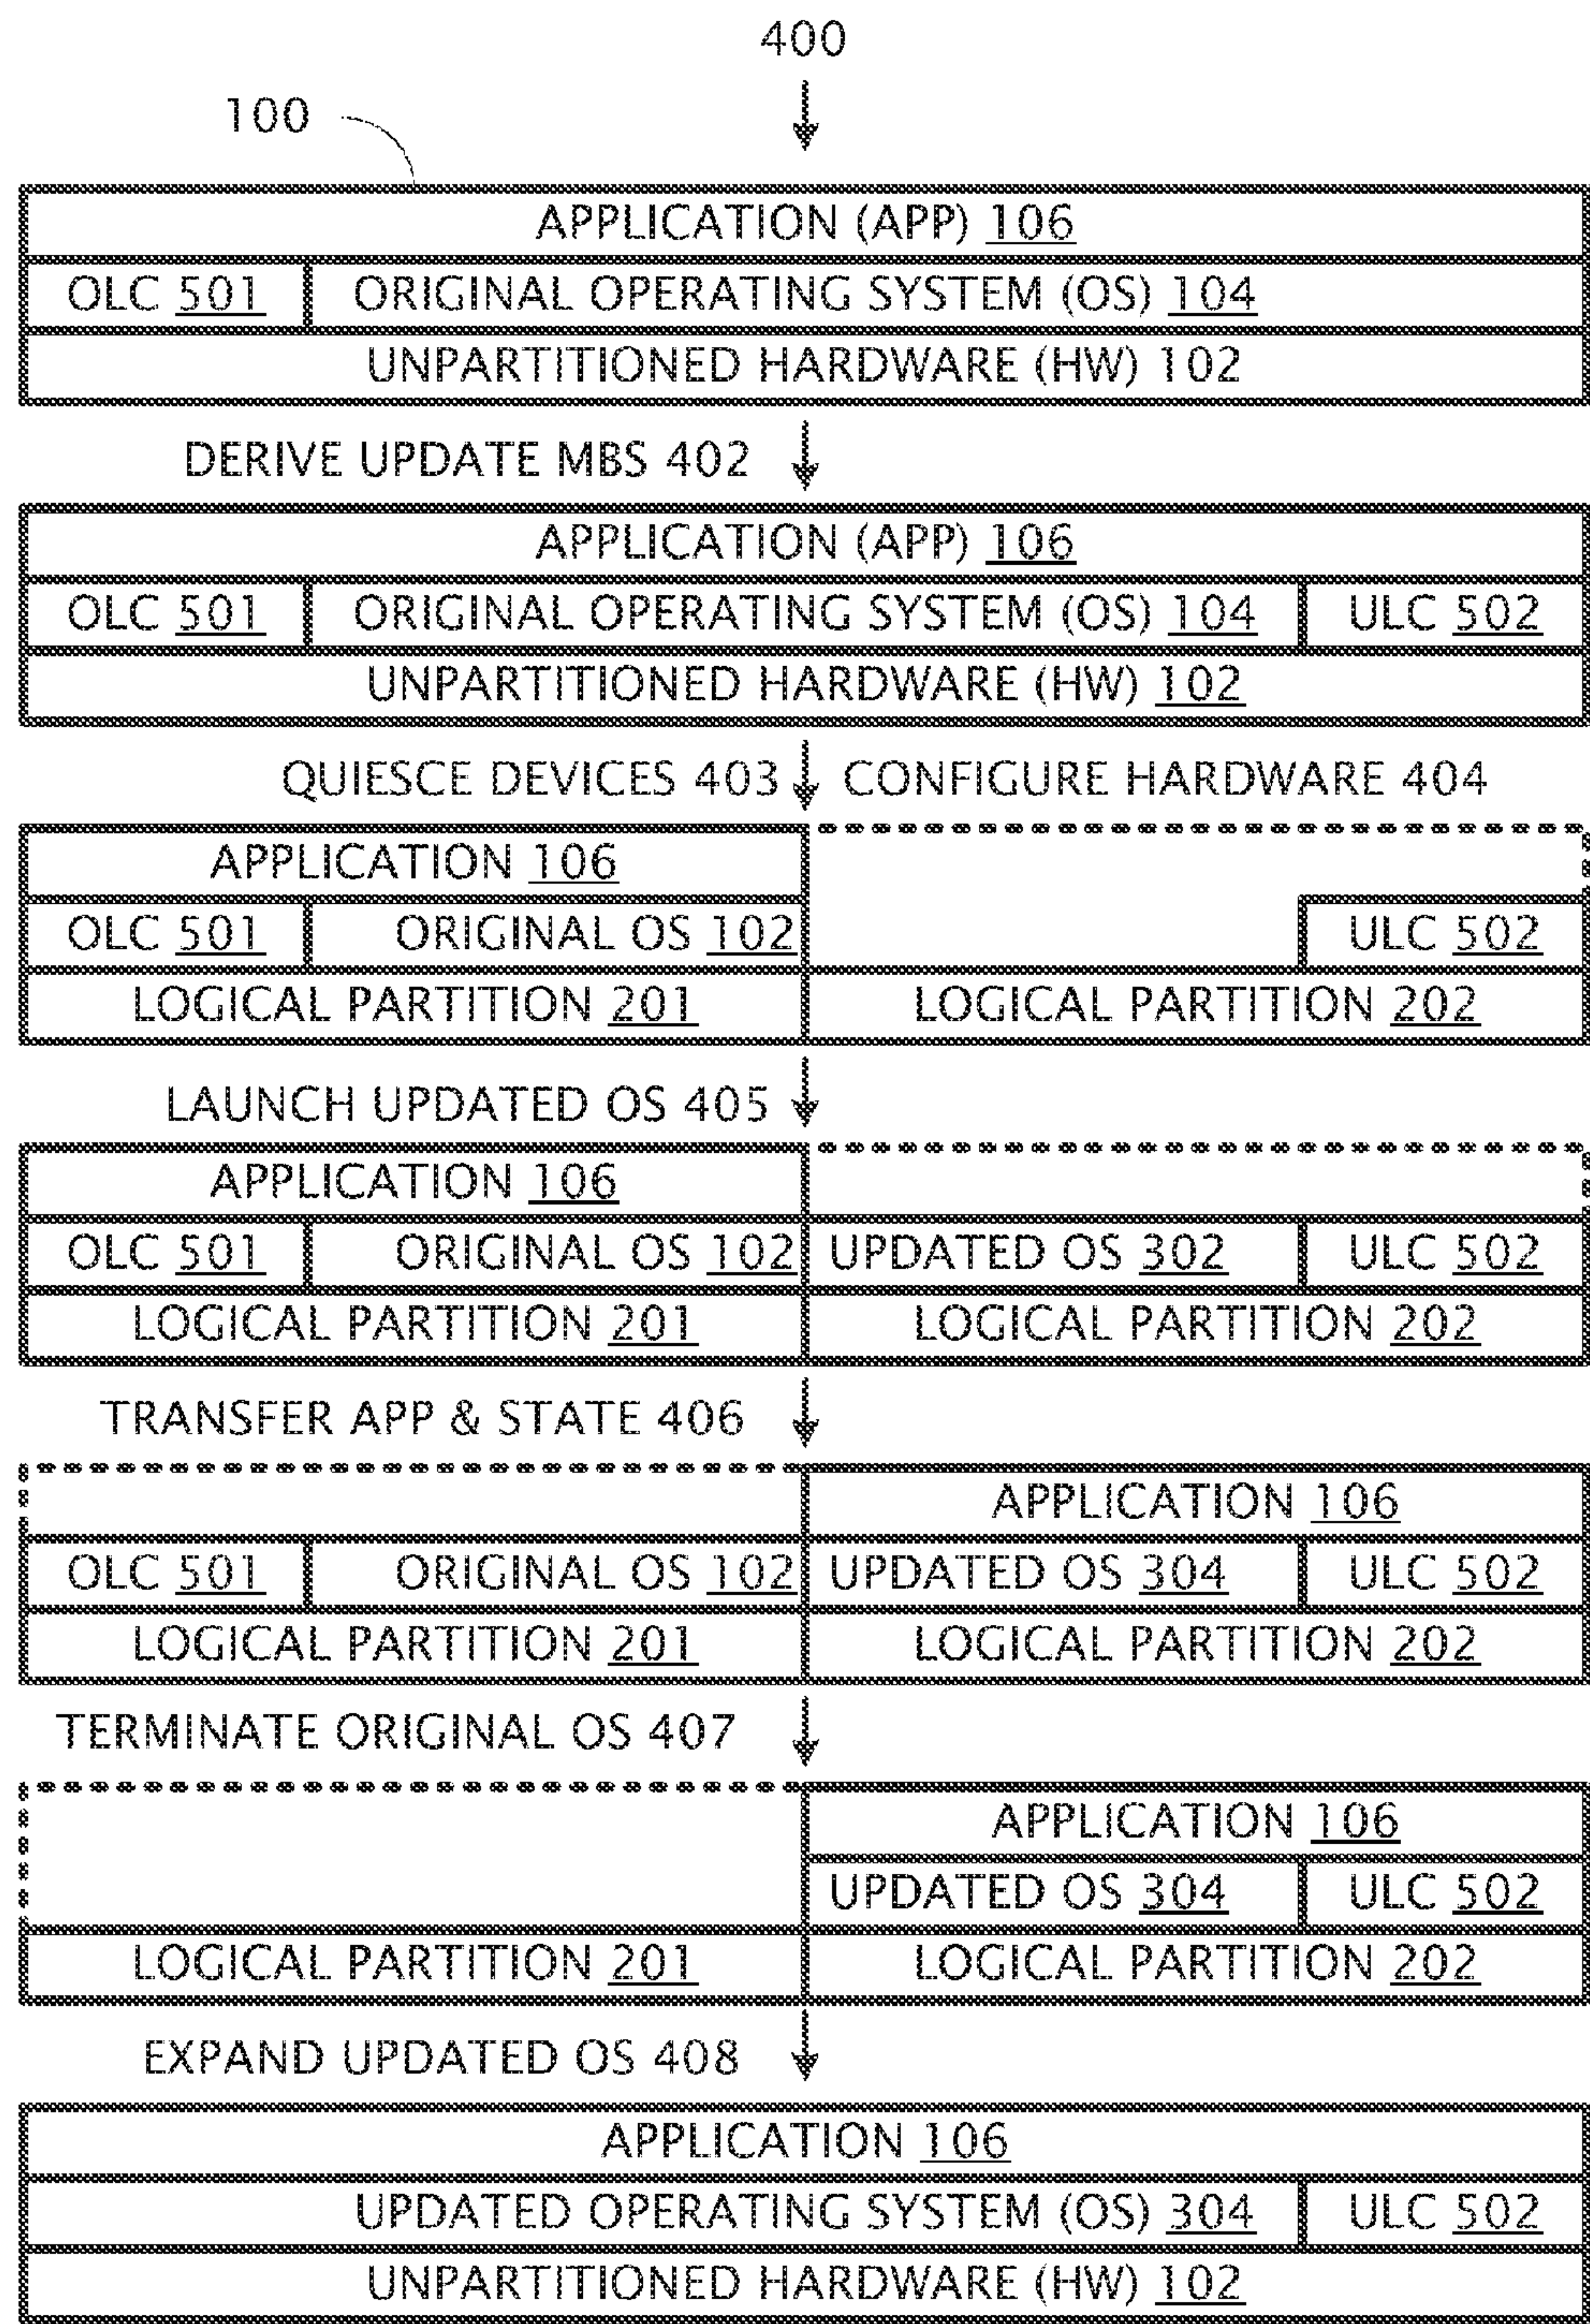 400
100
APPLICATION (APP) 106
OLC 501 ORIGINAL OPERATING SYSTEM (OS) 104
UNPARTITIONED HARDWARE (HW) 102
DERIVE UPDATE MBS 402
APPLICATION (APP) 106
OLC 501 ORIGINAL OPERATING SYSTEM (OS) 104 ULC 502
UNPARTITIONED HARDWARE (HW) 102
QUIESCE DEVICES 403 CONFIGURE HARDWARE 404
APPLICATION 106
OLC 501 ORIGINAL OS 102 ULC 502
LOGICAL PARTITION 201 LOGICAL PARTITION 202
LAUNCH UPDATED OS 405
APPLICATION 106
OLC 501 ORIGINAL OS 102 UPDATED OS 302 ULC 502
LOGICAL PARTITION 201 LOGICAL PARTITION 202
TRANSFER APP & STATE 406
APPLICATION 106
OLC 501 ORIGINAL OS 102 UPDATED OS 304 ULC 502
LOGICAL PARTITION 201 LOGICAL PARTITION 202
TERMINATE ORIGINAL OS 407
APPLICATION 106
UPDATED OS 304 ULC 502
LOGICAL PARTITION 201 LOGICAL PARTITION 202
EXPAND UPDATED OS 408
APPLICATION 106
UPDATED OPERATING SYSTEM (OS) 304 ULC 502
UNPARTITIONED HARDWARE (HW) 102